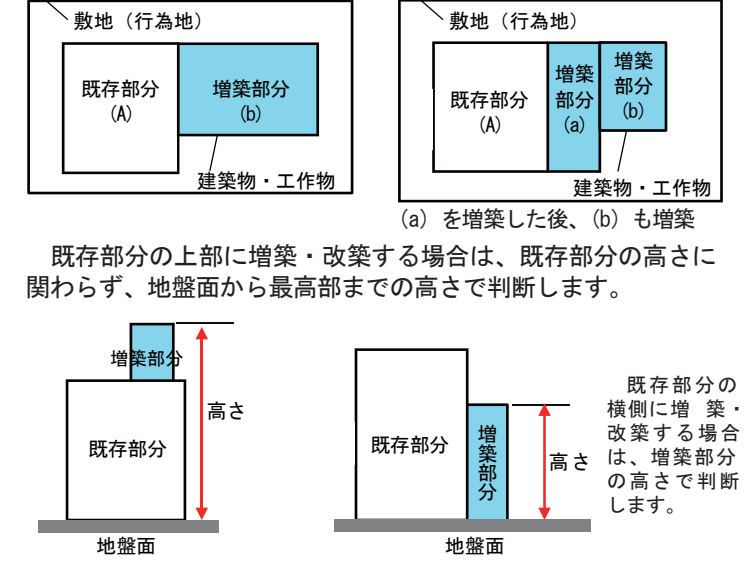 敷地（行為地）
既存部分
(A)
増築部分
(b)
建築物・工作物
敷地（行為地）
既存部分
(A)
増築
部分
(a)
増築
部分
(b)
建築物・工作物
(a) を増築した後、(b) も増築
既存部分の上部に増築・改築する場合は、既存部分の高さに
関わらず、地盤面から最高部までの高さで判断します。
増築部分
既存部分
高さ
地盤面
既存部分
増築部分
高さ
地盤面
既存部分の
横側に増 築・
改築する場合
は、増築部分
の高さで判断
します。